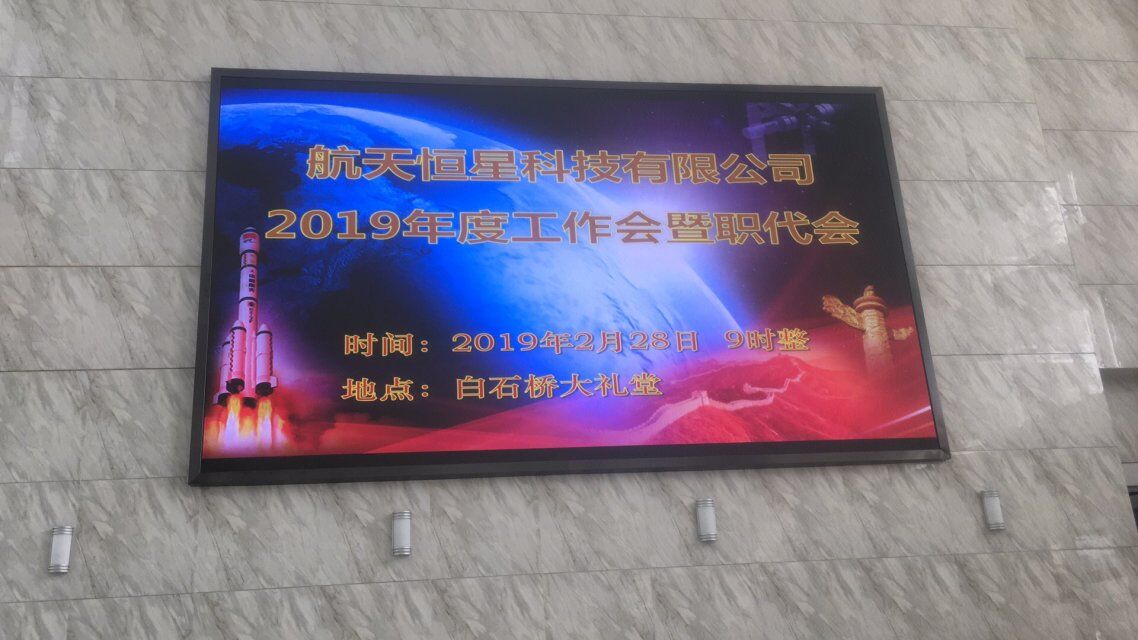 航天恒星科技有限公司
2019年度工作会暨职代会
时间：2019年2月28日 9时整
地点：白石桥大礼堂